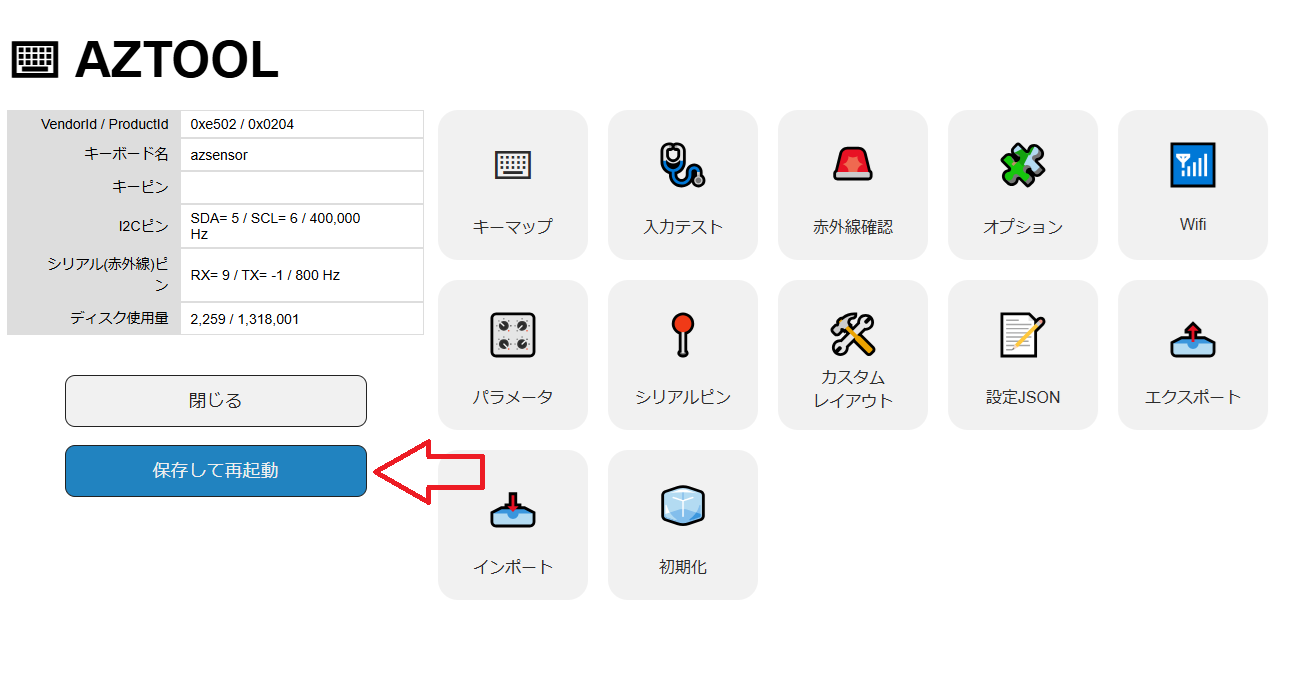 AZTOOL
VendorId / ProductId 0xe502 / 0x0204
キーボード名 azsensor
キーピン
I2Cピン SDA= 5 / SCL= 6 / 400,000
Hz
シリアル(赤外線)ピ
ン RX= 9 / TX= -1 / 800 Hz
ディスク使用量 2,259 / 1,318,001
閉じる
保存して再起動
キーマップ
入力テスト
赤外線確認
オプション
Wifi
パラメータ
シリアルピン
カスタム
レイアウト
設定JSON
エクスポート
インポート
初期化